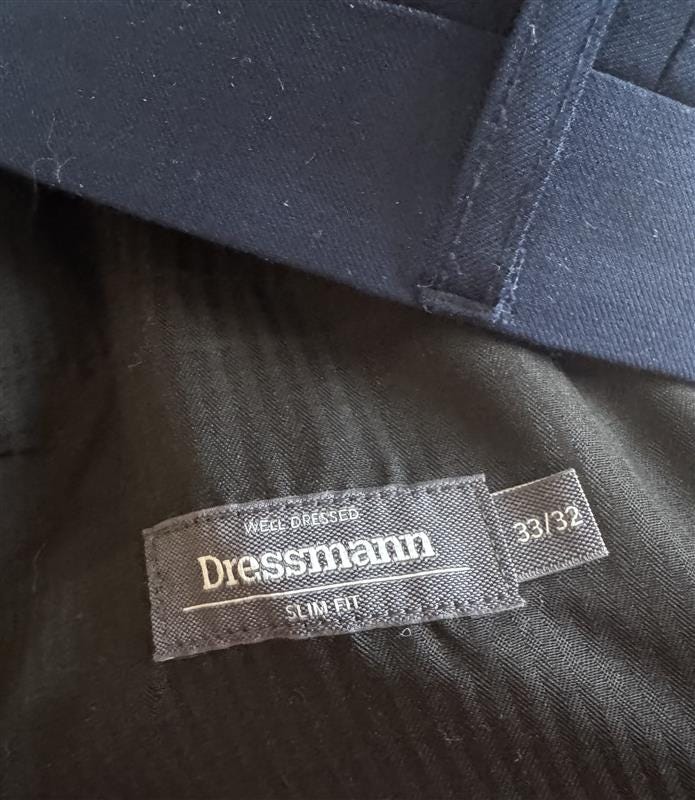 WELL DRESSED
Dressmann
SLIM FIT
33/32